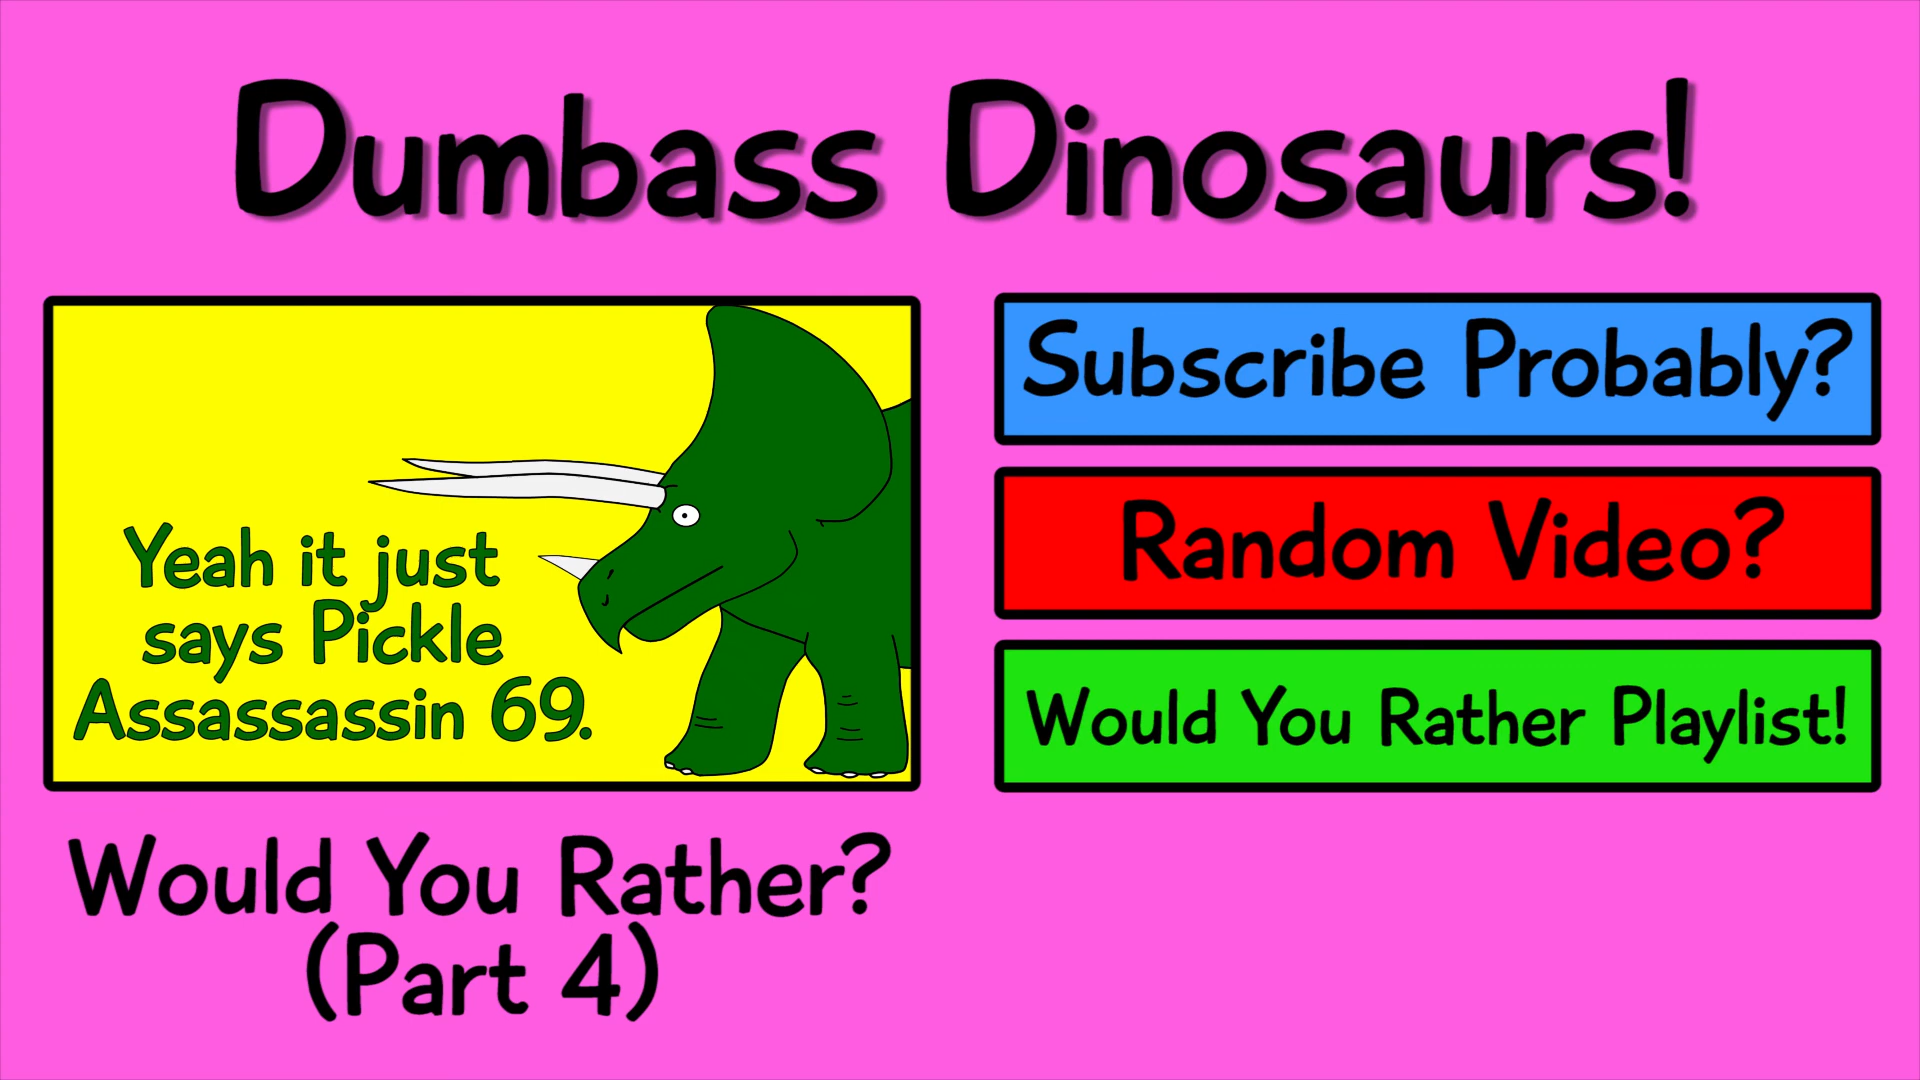 Dumbass Dinosaurs!
Yeah it just
says Pickle
Assassassin 69.
Subscribe Probably?
Random Video?
Would You Rather Playlist!
Would You Rather?
(Part 4)